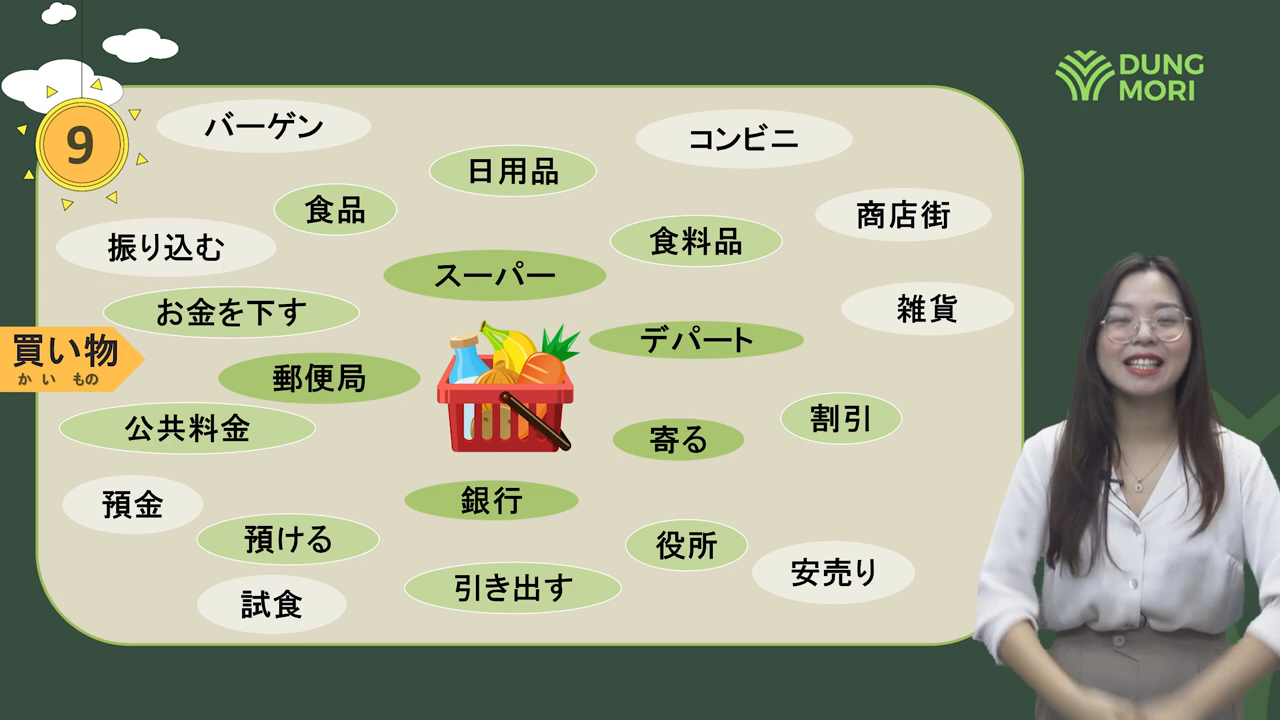 DUNG
MORI
9
バーゲン
コンビニ
日用品
食品
商店街
食料品
振り込む
スーパー
お金を下す
雑貨
デパート
買い物
か い もの
郵便局
公共料金
割引
寄る
預金
銀行
預ける
役所
安売り
引き出す
試食